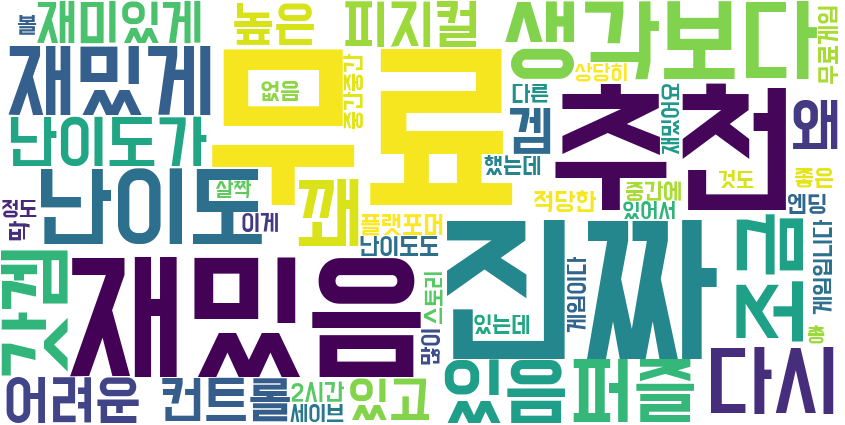 볼
재미있게
높은
피지컬
생각보다
무료게임
재밌게
무료
없음
중간중간
상당히
다른
겜
재밌어요
추천
왜
난이도가
했는데
난이도
꽤
살짝
적당한
중간에
것도
좋은
정도
딱
이게
플랫포머
있어서
엔딩
난이도도
갓겜
재밌음
진짜
조금
스토리
많이
있는데
게임이다
게임입니다
총
어려운
컨트롤
2시간
세이브
있고
있음
퍼즐
다시